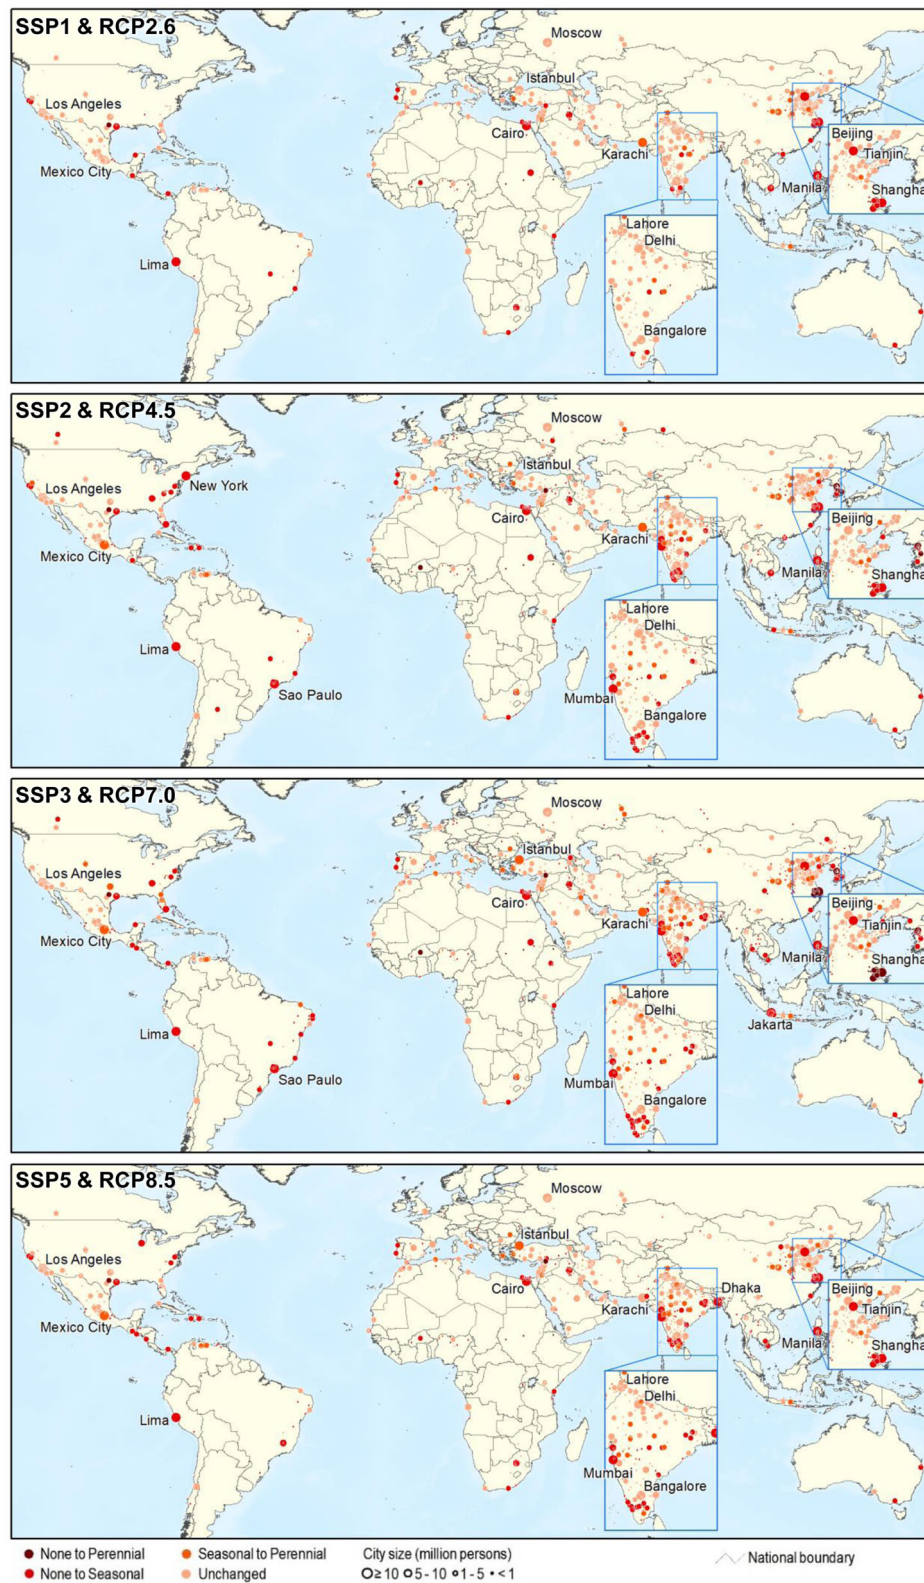 SSP1 & RCP2.6
Moscow
Los Angeles
Istanbul
Cairo
Karachi
Beijing
Tianjin
Mexico City
Manila
Shangha
Lahore
Delhi
Lima
Bangalore
SSP2 & RCP4.5
Moscow
Istanbul
Los Angeles
New York
Cairo
Karachi
Beijing
Mexico City
Manila
Shangha
Lahore
Delhi
Lima
Sao Paulo
Mumbai
Bangalore
SSP3 & RCP7.0
Moscow
Istanbul
Los Angeles
Cairo
Karachi
Beijing
Tianjin
Mexico City
Manila
Shangha
Lahore
Delhi
Jakarta
Lima
Sao Paulo
Mumbai
Bangalore
SSP5 & RCP8.5
Moscow
Istanbul
Los Angeles
Cairo
Karachi
Dhaka
Beijing
Tianjin
Mexico City
Manila
Shangha
Lahore
Delhi
Lima
Mumbai
Bangalore
None to Perennial
Seasonal to Perennial
City size (million persons)
National boundary
None to Seasonal
Unchanged
≥ 10 5 - 10 1 - 5 < 1